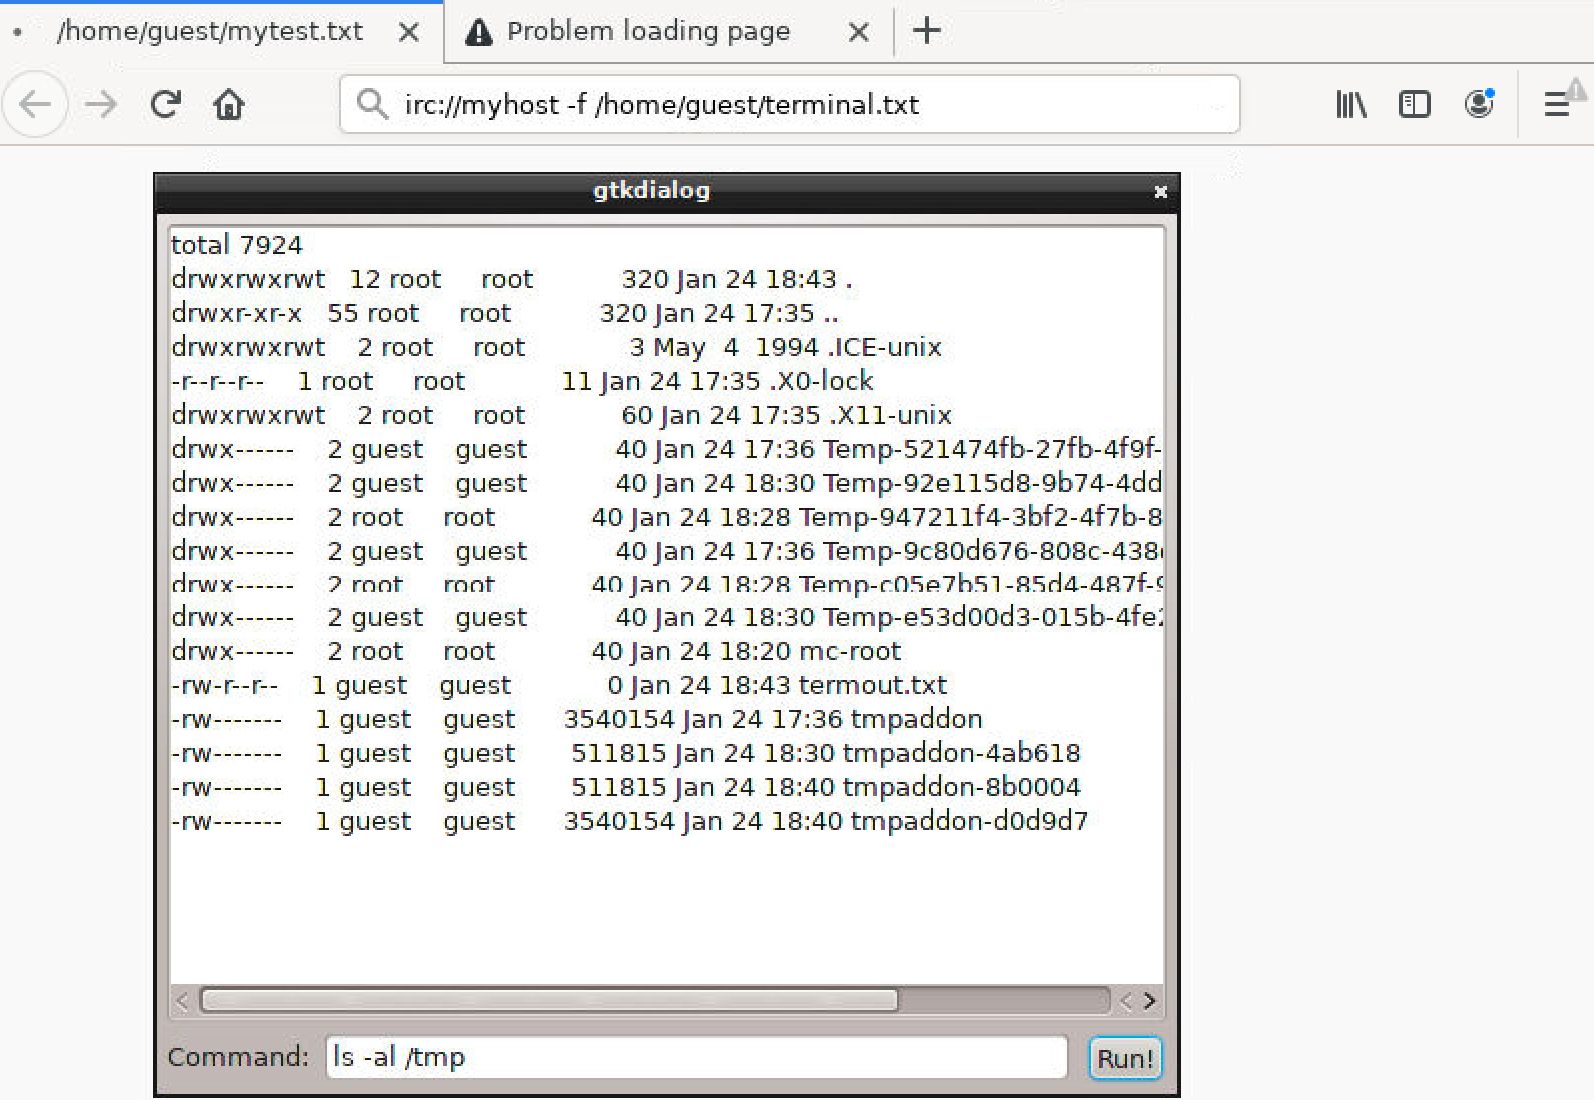 /home/guest/mytest.txt
Problem loading page
irc://myhost -f /home/guest/terminal.txt
gtkdialog
total 7924
drwxrwxrwt 12 root root 320 Jan 24 18:43 .
drwxr-xr-x 55 root root 320 Jan 24 17:35 ..
drwxrwxrwt 2 root root 3 May 4 1994 .ICE-unix
-r--r--r-- 1 root root 11 Jan 24 17:35 .X0-lock
drwxrwxrwt 2 root root 60 Jan 24 17:35 .X11-unix
drwx------ 2 guest guest 40 Jan 24 17:36 Temp-521474fb-27fb-4f9f-
drwx------ 2 guest guest 40 Jan 24 18:30 Temp-92e115d8-9b74-4dd
drwx------ 2 root root 40 Jan 24 18:28 Temp-947211f4-3bf2-4f7b-8
drwx------ 2 guest guest 40 Jan 24 17:36 Temp-9c80d676-808c-438
drwx------ 2 root root 40 Jan 24 18:28 Temp-c05e7b51-85d4-487f-9
drwx------ 2 guest guest 40 Jan 24 18:30 Temp-e53d00d3-015b-4fe2
drwx------ 2 root root 40 Jan 24 18:20 mc-root
-rw-r--r-- 1 guest guest 0 Jan 24 18:43 termout.txt
-rw------- 1 guest guest 3540154 Jan 24 17:36 tmpaddon
-rw------- 1 guest guest 511815 Jan 24 18:30 tmpaddon-4ab618
-rw------- 1 guest guest 511815 Jan 24 18:40 tmpaddon-8b0004
-rw------- 1 guest guest 3540154 Jan 24 18:40 tmpaddon-d0d9d7
Command: ls -al /tmp Run!